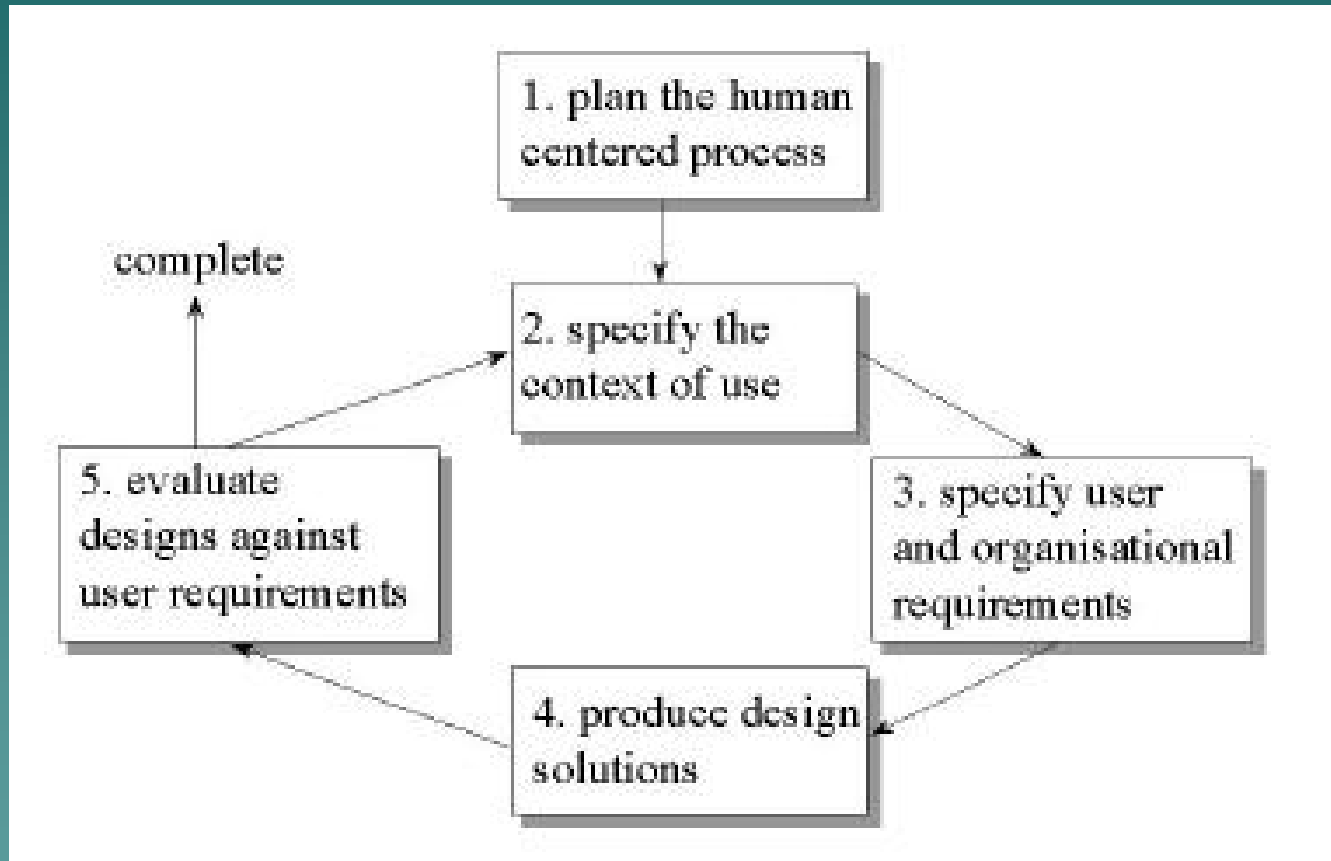 1. plan the human
centered process
complete
2. specify the
context of use
5. evaluate
designs against
user requirements
3. specify user
and organisational
requirements
4. produce design
solutions